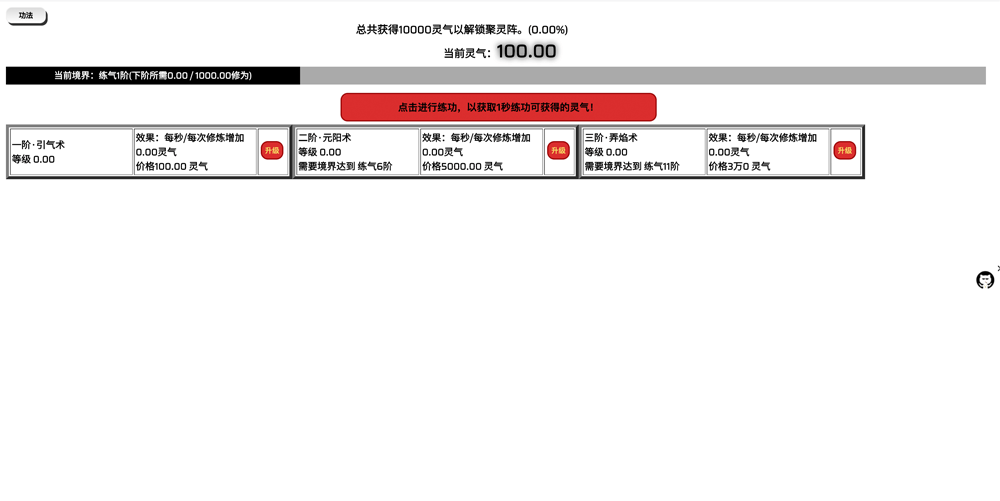 功法
总共获得10000灵气以解锁聚灵阵。(0.00%)
当前灵气：100.00
当前境界：练气1阶(下阶所需0.00 / 1000.00修为)
点击进行练功，以获取1秒练功可获得的灵气！
一阶 · 引气术
等级 0.00
效果：每秒/每次修炼增加
0.00灵气
价格100.00 灵气
升级
二阶 · 元阳术
等级 0.00
需要境界达到 练气6阶
效果：每秒/每次修炼增加
0.00灵气
价格5000.00 灵气
升级
三阶 · 弄焰术
等级 0.00
需要境界达到 练气11阶
效果：每秒/每次修炼增加
0.00灵气
价格3万0 灵气
升级